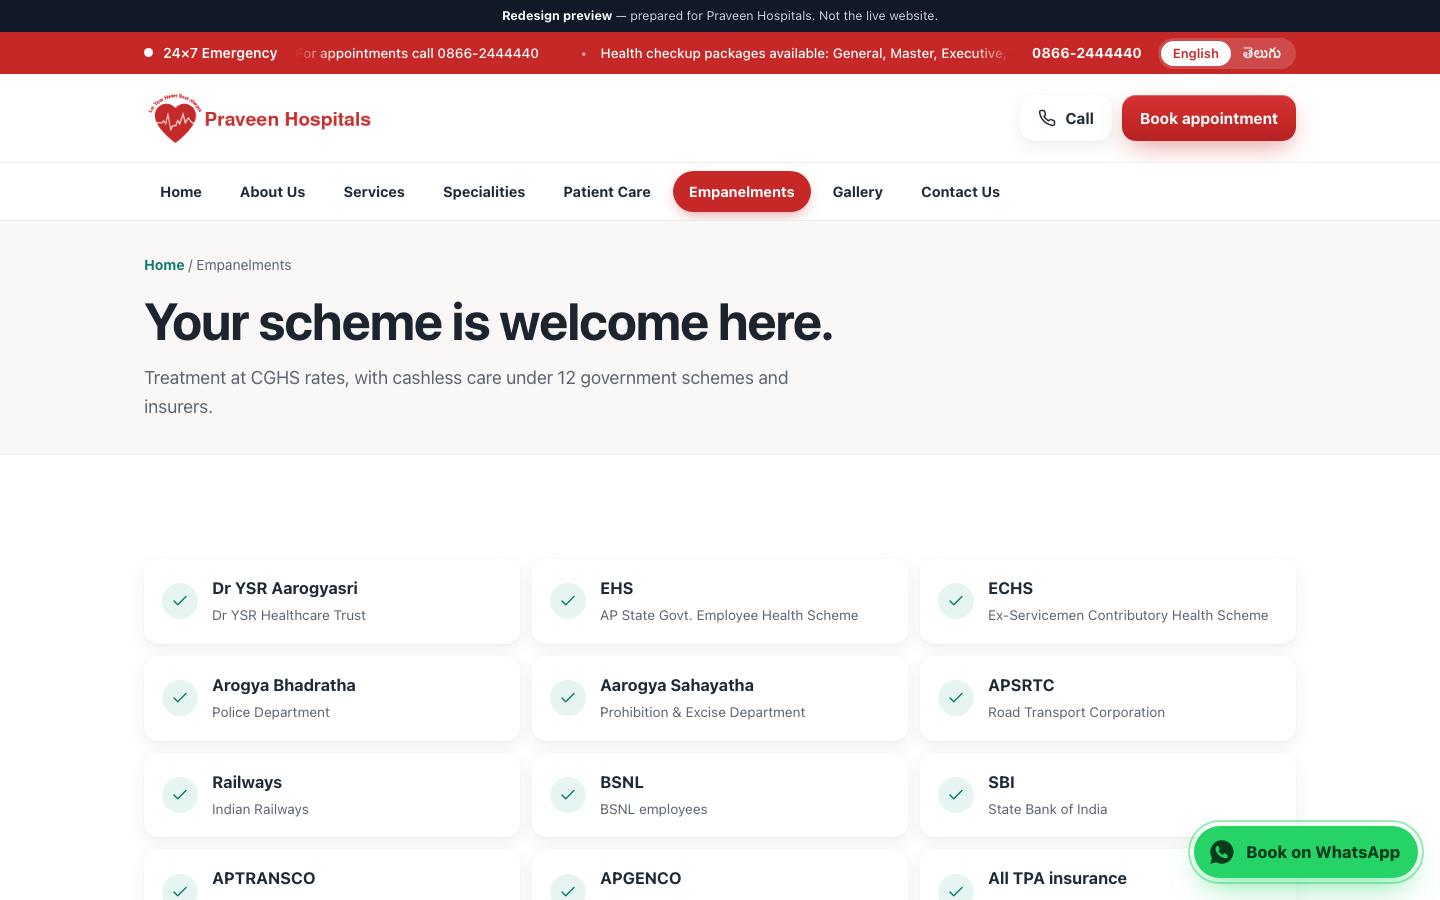 Redesign preview — prepared for Praveen Hospitals. Not the live website.
24×7 Emergency
For appointments call 0866-2444440 • Health checkup packages available: General, Master, Executive,
0866-2444440
English తెలుగు
Let Your Heart Beat Always
Praveen Hospitals
Call
Book appointment
Home About Us Services Specialities Patient Care Empanelments Gallery Contact Us
Home / Empanelments
Your scheme is welcome here.
Treatment at CGHS rates, with cashless care under 12 government schemes and
insurers.
Dr YSR Aarogyasri
Dr YSR Healthcare Trust
EHS
AP State Govt. Employee Health Scheme
ECHS
Ex-Servicemen Contributory Health Scheme
Arogya Bhadratha
Police Department
Aarogya Sahayatha
Prohibition & Excise Department
APSRTC
Road Transport Corporation
Railways
Indian Railways
BSNL
BSNL employees
SBI
State Bank of India
APTRANSCO
APGENCO
All TPA insurance
Book on WhatsApp